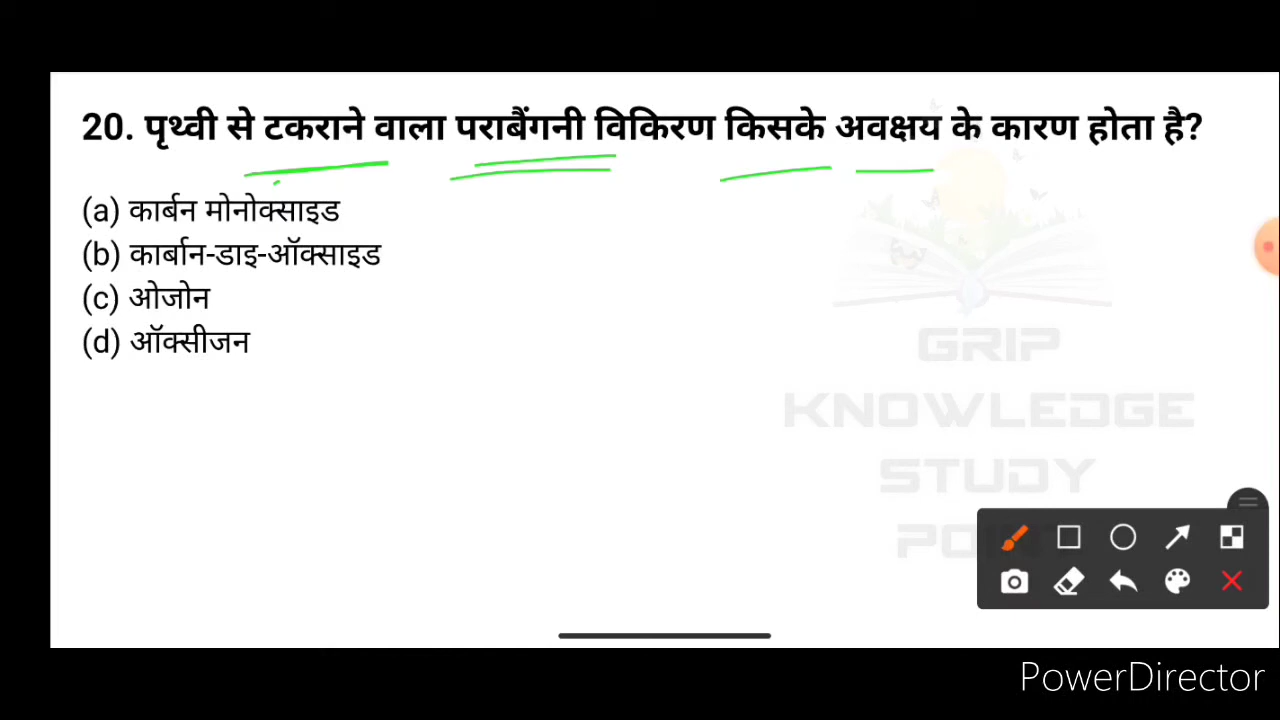 20. पृथ्वी से टकराने वाला पराबैंगनी विकिरण किसके अवक्षय के कारण होता है?
(a) कार्बन मोनोक्साइड
(b) कार्बान-डाइ-ऑक्साइड
(c) ओजोन
(d) ऑक्सीजन
GRIP
KNOWLEDGE
STUDY
PowerDirector